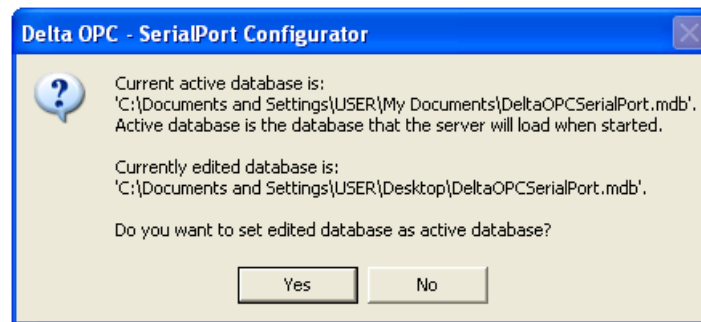 Delta OPC - SerialPort Configurator
Current active database is:
'C:\Documents and Settings\USER\My Documents\DeltaOPCSerialPort.mdb'.
Active database is the database that the server will load when started.
Currently edited database is:
'C:\Documents and Settings\USER\Desktop\DeltaOPCSerialPort.mdb'.
Do you want to set edited database as active database?
Yes No